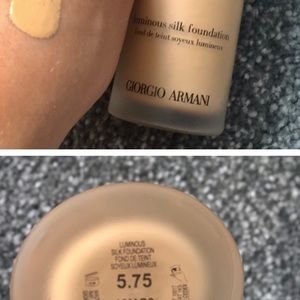 luminous silk foundation
fond de teint soyeux lumineux
GIORGIO ARMANI
LUMINOUS
SILK FOUNDATION
FOND DE TEINT
SOYEUX LUMINEUX
5.75